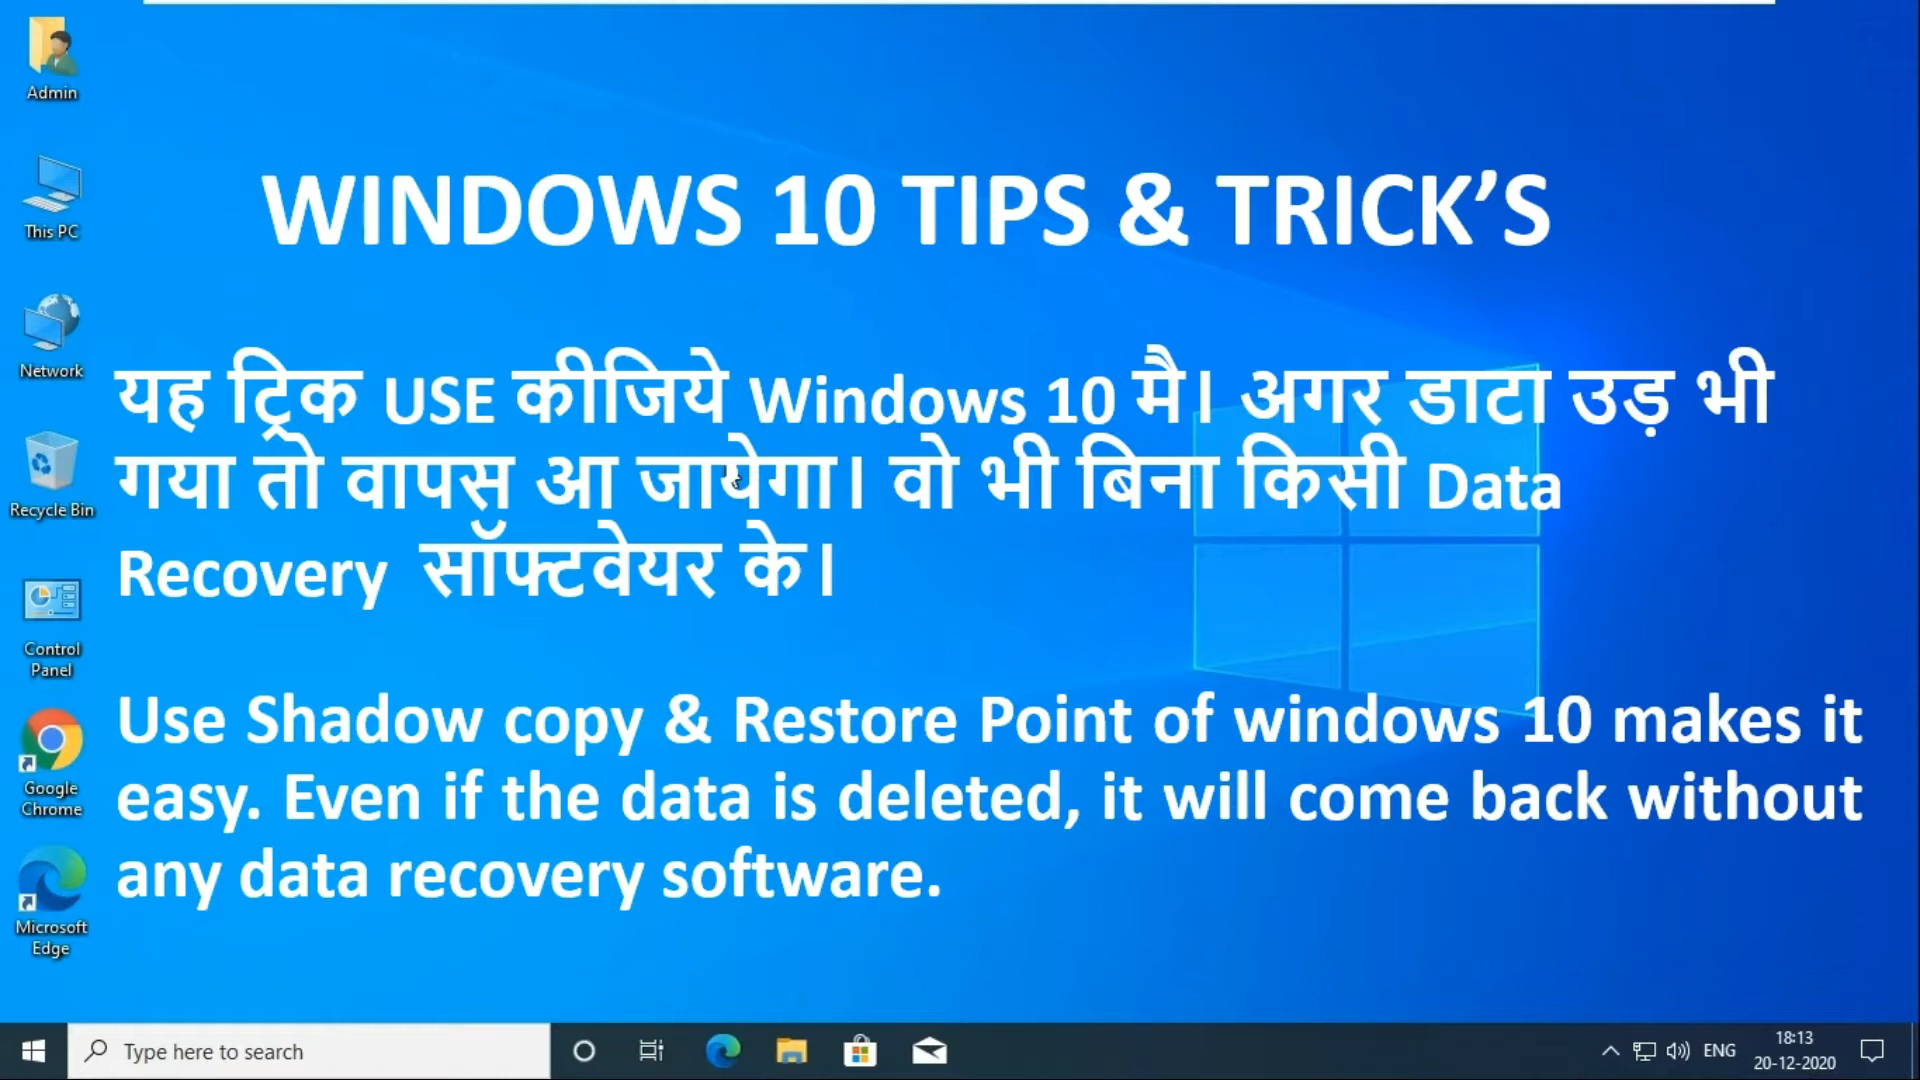 Admin
This PC
Network
Recycle Bin
Control
Panel
Google
Chrome
Microsoft
Edge
WINDOWS 10 TIPS & TRICK’S
यह ट्रिक USE कीजिये Windows 10 मै। अगर डाटा उड़ भी
गया तो वापस आ जायेगा। वो भी बिना किसी Data
Recovery सॉफ्टवेयर के।
Use Shadow copy & Restore Point of windows 10 makes it
easy. Even if the data is deleted, it will come back without
any data recovery software.
Type here to search
ENG
18:13
20-12-2020